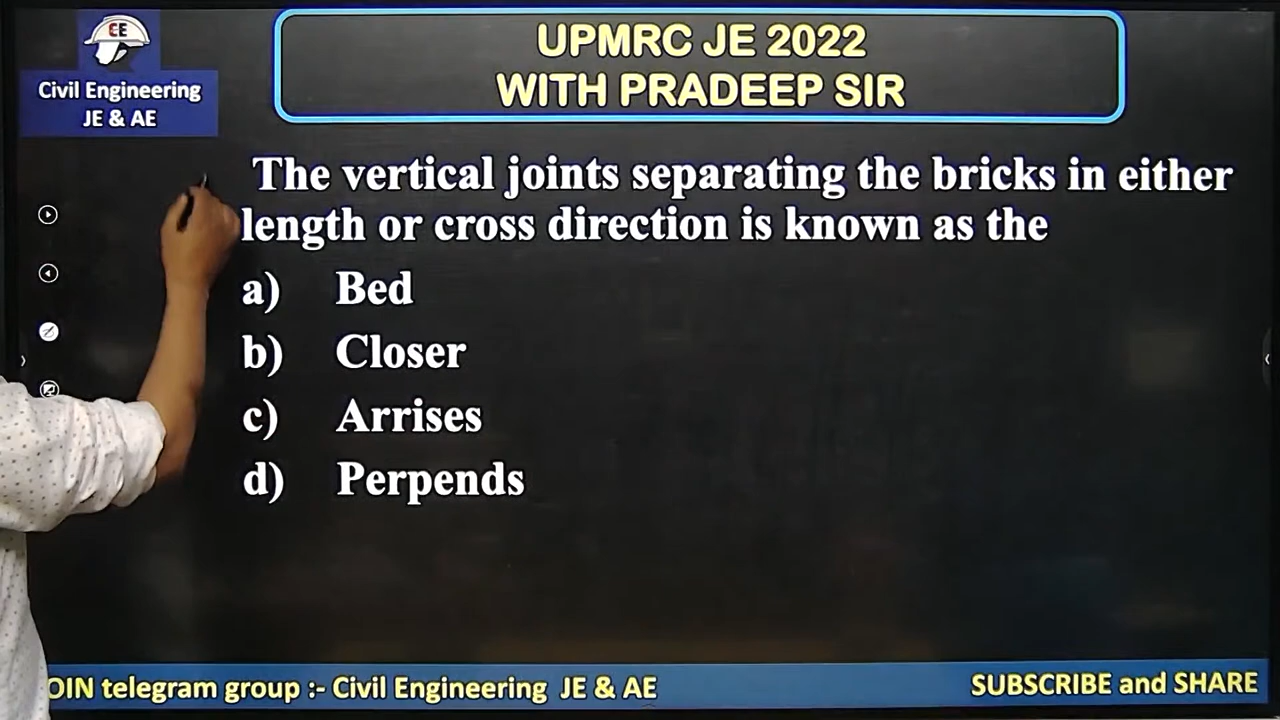 CE
Civil Engineering
JE & AE
UPMRC JE 2022
WITH PRADEEP SIR
The vertical joints separating the bricks in either
length or cross direction is known as the
a) Bed
b) Closer
c) Arrises
d) Perpends
OIN telegram group :- Civil Engineering JE & AE
SUBSCRIBE and SHARE